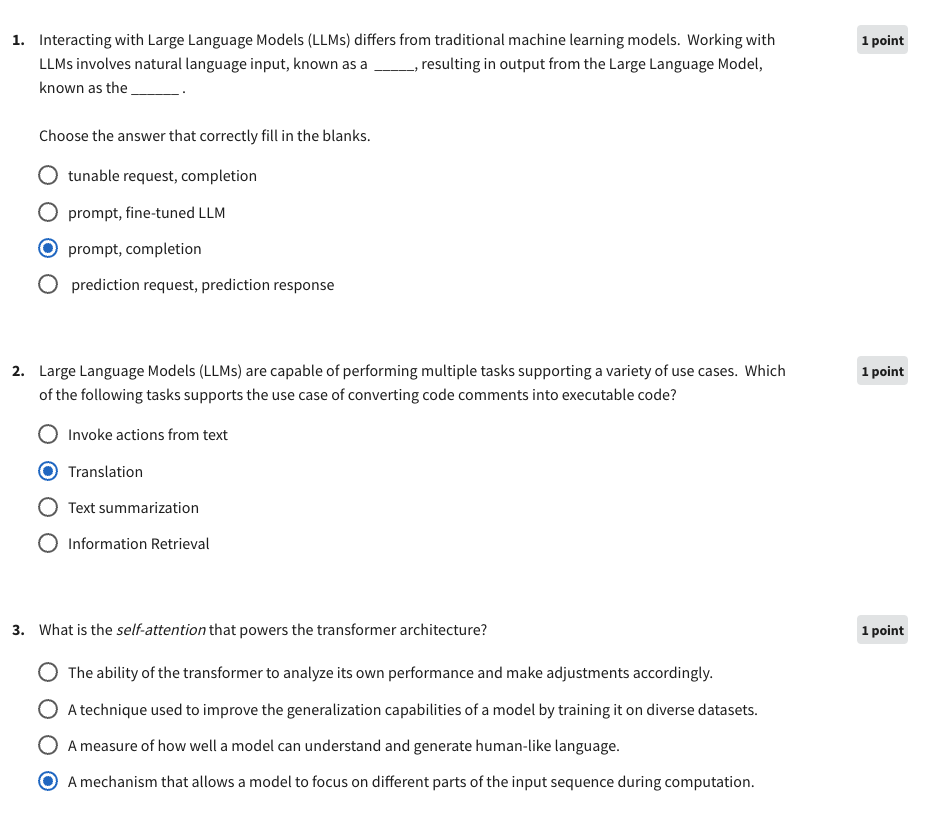 1. Interacting with Large Language Models (LLMs) differs from traditional machine learning models. Working with 1 point
LLMs involves natural language input, known as a _____, resulting in output from the Large Language Model,
known as the ______ .
Choose the answer that correctly fill in the blanks.
tunable request, completion
prompt, fine-tuned LLM
prompt, completion
prediction request, prediction response
2. Large Language Models (LLMs) are capable of performing multiple tasks supporting a variety of use cases. Which 1 point
of the following tasks supports the use case of converting code comments into executable code?
Invoke actions from text
Translation
Text summarization
Information Retrieval
3. What is the self-attention that powers the transformer architecture? 1 point
The ability of the transformer to analyze its own performance and make adjustments accordingly.
A technique used to improve the generalization capabilities of a model by training it on diverse datasets.
A measure of how well a model can understand and generate human-like language.
A mechanism that allows a model to focus on different parts of the input sequence during computation.